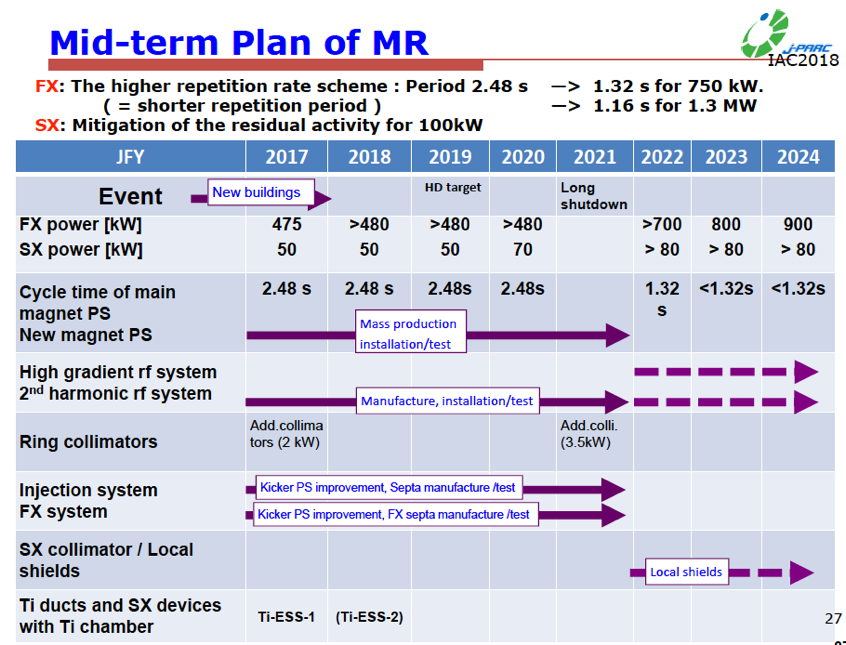 Mid-term Plan of MR
J-PARC
IAC2018
FX: The higher repetition rate scheme : Period 2.48 s —> 1.32 s for 750 kW.
( = shorter repetition period ) —> 1.16 s for 1.3 MW
SX: Mitigation of the residual activity for 100kW
JFY 2017 2018 2019 2020 2021 2022 2023 2024
Event New buildings HD target Long
shutdown
FX power [kW] 475 >480 >480 >480 >700 800 900
SX power [kW] 50 50 50 70 > 80 > 80 > 80
Cycle time of main 2.48 s 2.48 s 2.48s 2.48s 1.32 <1.32s <1.32s
magnet PS s
New magnet PS Mass production
installation/test
High gradient rf system
2nd harmonic rf system Manufacture, installation/test
Ring collimators Add.collima Add.colli.
tors (2 kW) (3.5kW)
Injection system Kicker PS improvement, Septa manufacture /test
FX system Kicker PS improvement, FX septa manufacture /test
SX collimator / Local
shields Local shields
Ti ducts and SX devices
with Ti chamber Ti-ESS-1 (Ti-ESS-2)
27